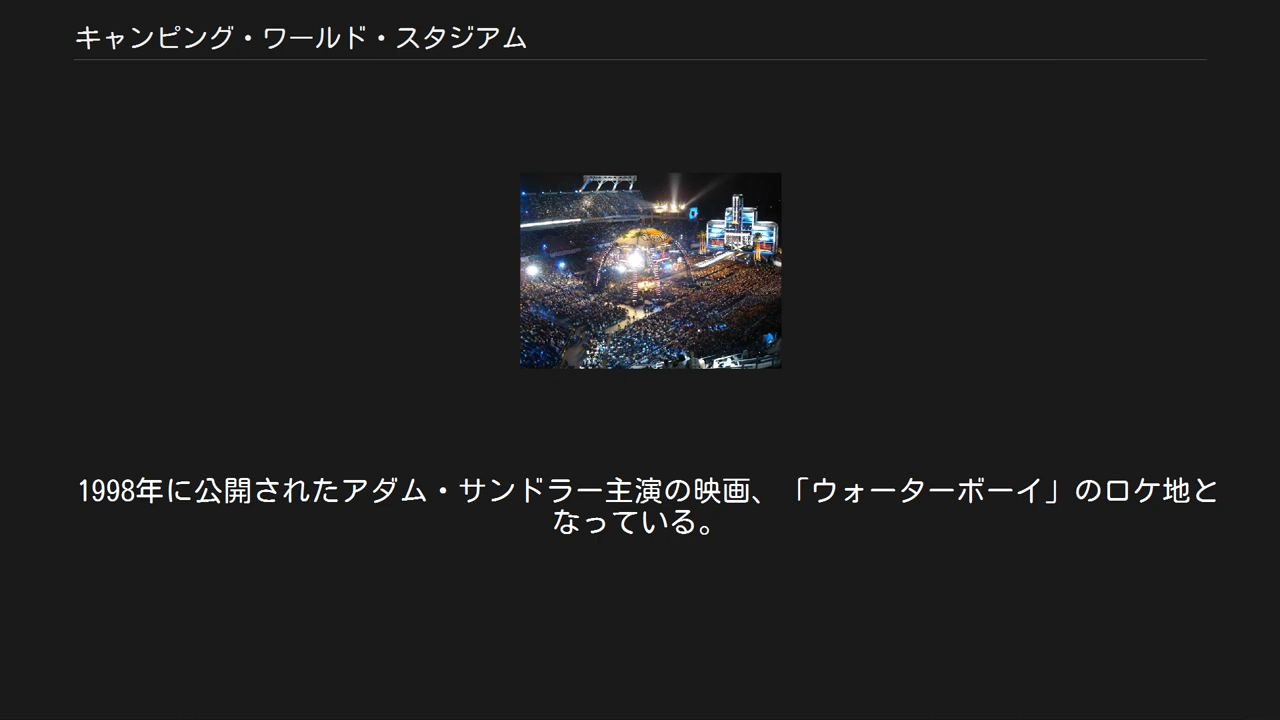 キャンピング・ワールド・スタジアム
1998年に公開されたアダム・サンドラー主演の映画、「ウォーターボーイ」のロケ地と
なっている。